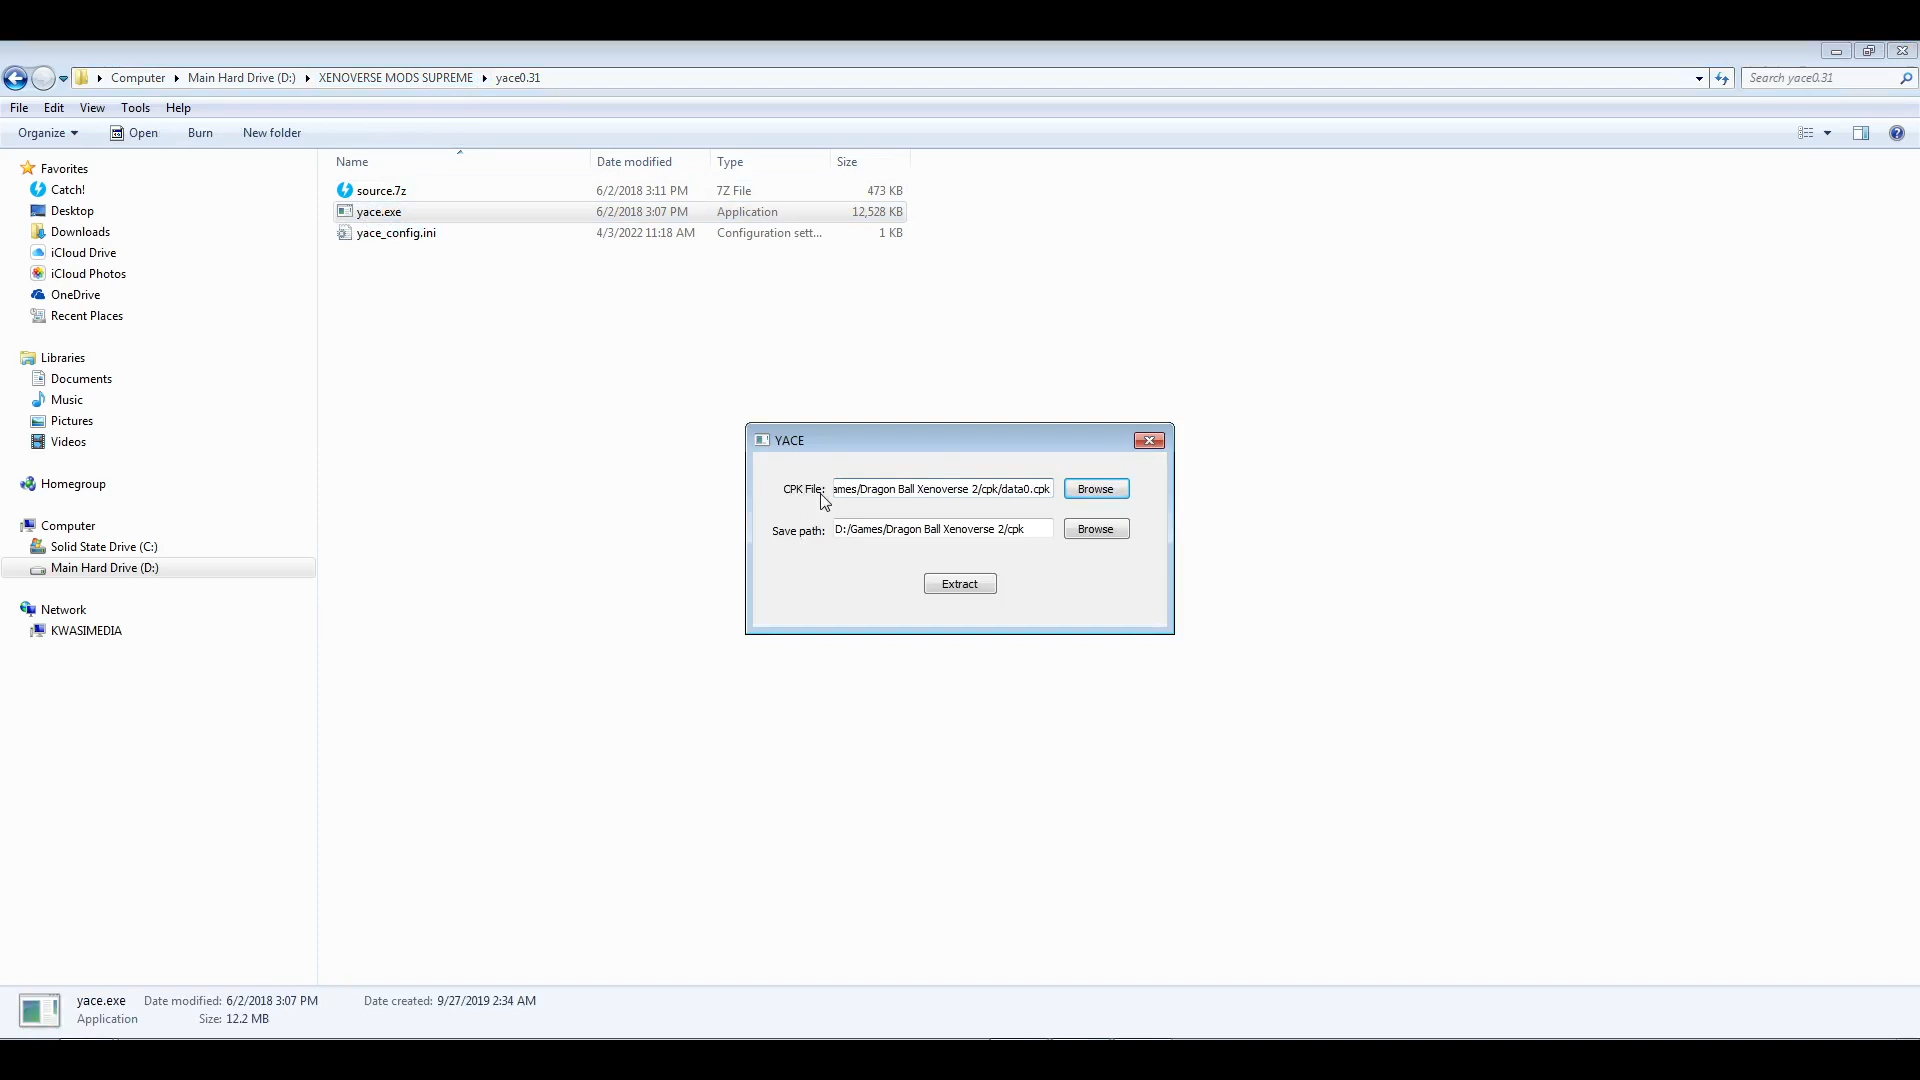 Computer Main Hard Drive (D:) XENOVERSE MODS SUPREME yace0.31 Search yace0.31
File Edit View Tools Help
Organize Open Burn New folder
Favorites
Catch!
Desktop
Downloads
iCloud Drive
iCloud Photos
OneDrive
Recent Places
Libraries
Documents
Music
Pictures
Videos
Homegroup
Computer
Solid State Drive (C:)
Main Hard Drive (D:)
Network
KWASIMEDIA
Name Date modified Type Size
source.7z 6/2/2018 3:11 PM 7Z File 473 KB
yace.exe 6/2/2018 3:07 PM Application 12,528 KB
yace_config.ini 4/3/2022 11:18 AM Configuration sett... 1 KB
YACE
CPK File: ames/Dragon Ball Xenoverse 2/cpk/data0.cpk Browse
Save path: D:/Games/Dragon Ball Xenoverse 2/cpk Browse
Extract
yace.exe Date modified: 6/2/2018 3:07 PM Date created: 9/27/2019 2:34 AM
Application Size: 12.2 MB